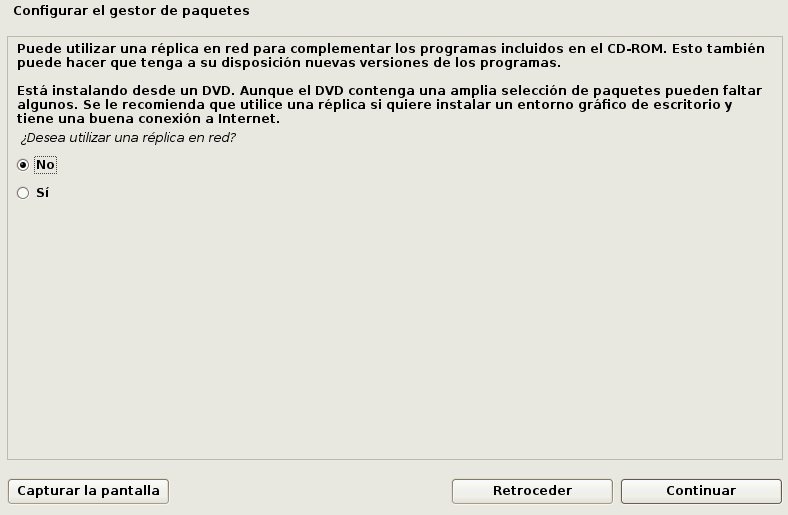 Configurar el gestor de paquetes
Puede utilizar una réplica en red para complementar los programas incluidos en el CD-ROM. Esto también
puede hacer que tenga a su disposición nuevas versiones de los programas.
Está instalando desde un DVD. Aunque el DVD contenga una amplia selección de paquetes pueden faltar
algunos. Se le recomienda que utilice una réplica si quiere instalar un entorno gráfico de escritorio y
tiene una buena conexión a Internet.
¿Desea utilizar una réplica en red?
No
Sí
Capturar la pantalla
Retroceder
Continuar